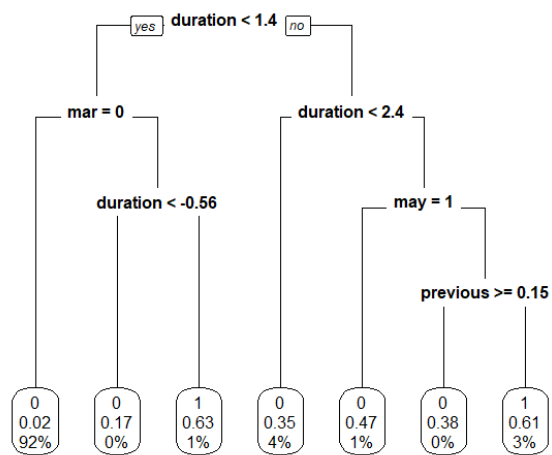 duration < 1.4
yes
no
mar = 0
duration < 2.4
duration < -0.56
may = 1
previous >= 0.15
0
0.02
92%
0
0.17
0%
1
0.63
1%
0
0.35
4%
0
0.47
1%
0
0.38
0%
1
0.61
3%